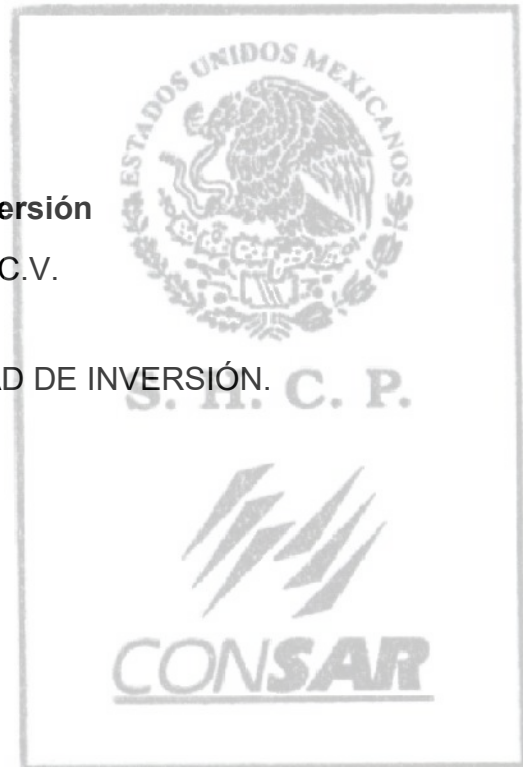 ESTADOS UNIDOS MEXICANOS
ersión
C.V.
AD DE INVERSIÓN.
S. H. C. P.
CONSAR